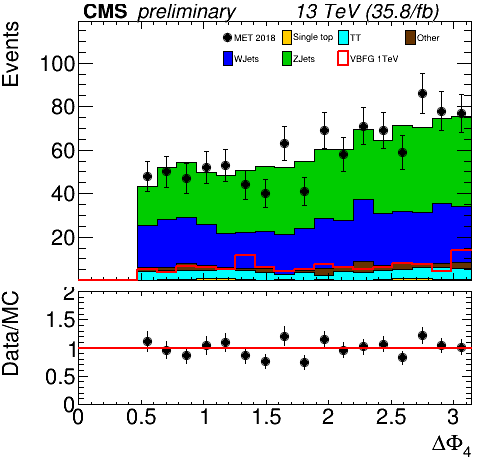 CMS preliminary 13 TeV (35.8/fb)
Events
MET 2018 Single top TT Other
WJets ZJets VBFG 1TeV
100
80
60
40
20
Data/MC
2
1.5
1
0.5
0
0 0.5 1 1.5 2 2.5 3
ΔΦ4